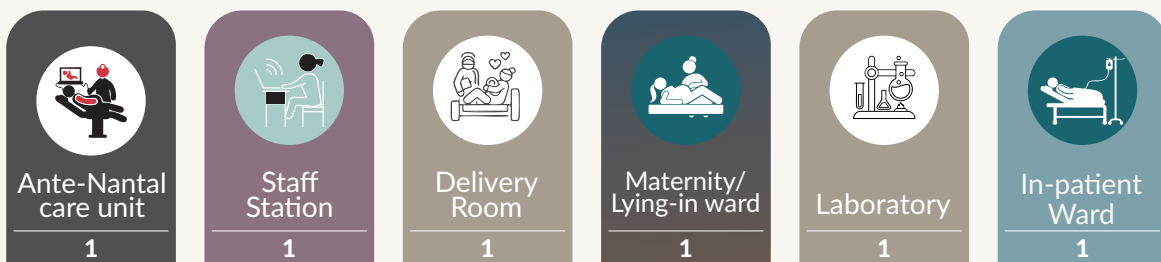 Ante-Nantal
care unit
1
Staff
Station
1
Delivery
Room
1
Maternity/
Lying-in ward
1
Laboratory
1
In-patient
Ward
1